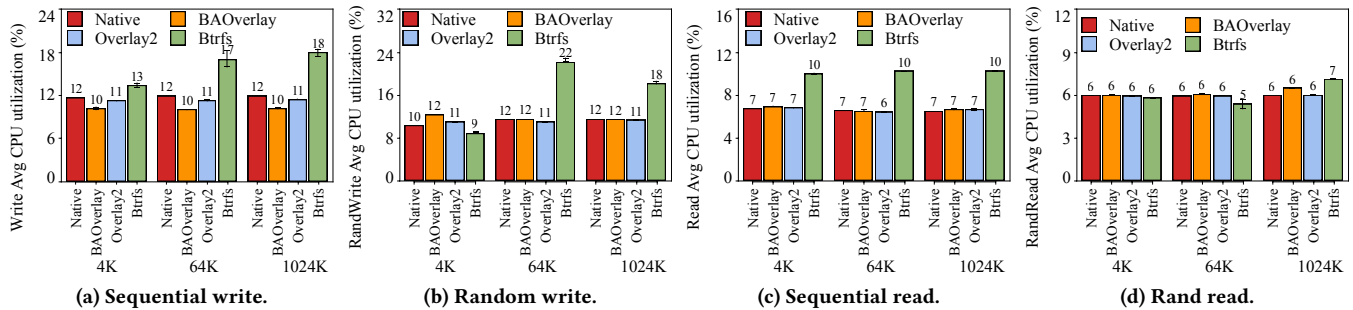 Write Avg CPU utilization (%)
24
18
12
6
0
Native
BAOverlay
Overlay2
Btrfs
12
10
11
13
12
10
11
17
12
10
11
18
Native
BAOverlay
Overlay2
Btrfs
Native
BAOverlay
Overlay2
Btrfs
Native
BAOverlay
Overlay2
Btrfs
4K
64K
1024K
(a) Sequential write.
RandWrite Avg CPU utilization (%)
32
24
16
8
0
Native
BAOverlay
Overlay2
Btrfs
10
12
11
9
12
12
11
22
12
12
11
18
Native
BAOverlay
Overlay2
Btrfs
Native
BAOverlay
Overlay2
Btrfs
Native
BAOverlay
Overlay2
Btrfs
4K
64K
1024K
(b) Random write.
Read Avg CPU utilization (%)
16
12
8
4
0
Native
BAOverlay
Overlay2
Btrfs
7
7
7
10
7
7
6
10
7
7
7
10
Native
BAOverlay
Overlay2
Btrfs
Native
BAOverlay
Overlay2
Btrfs
Native
BAOverlay
Overlay2
Btrfs
4K
64K
1024K
(c) Sequential read.
RandRead Avg CPU utilization (%)
12
9
6
3
0
Native
BAOverlay
Overlay2
Btrfs
6
6
6
6
6
6
6
5
6
6
6
7
Native
BAOverlay
Overlay2
Btrfs
Native
BAOverlay
Overlay2
Btrfs
Native
BAOverlay
Overlay2
Btrfs
4K
64K
1024K
(d) Rand read.